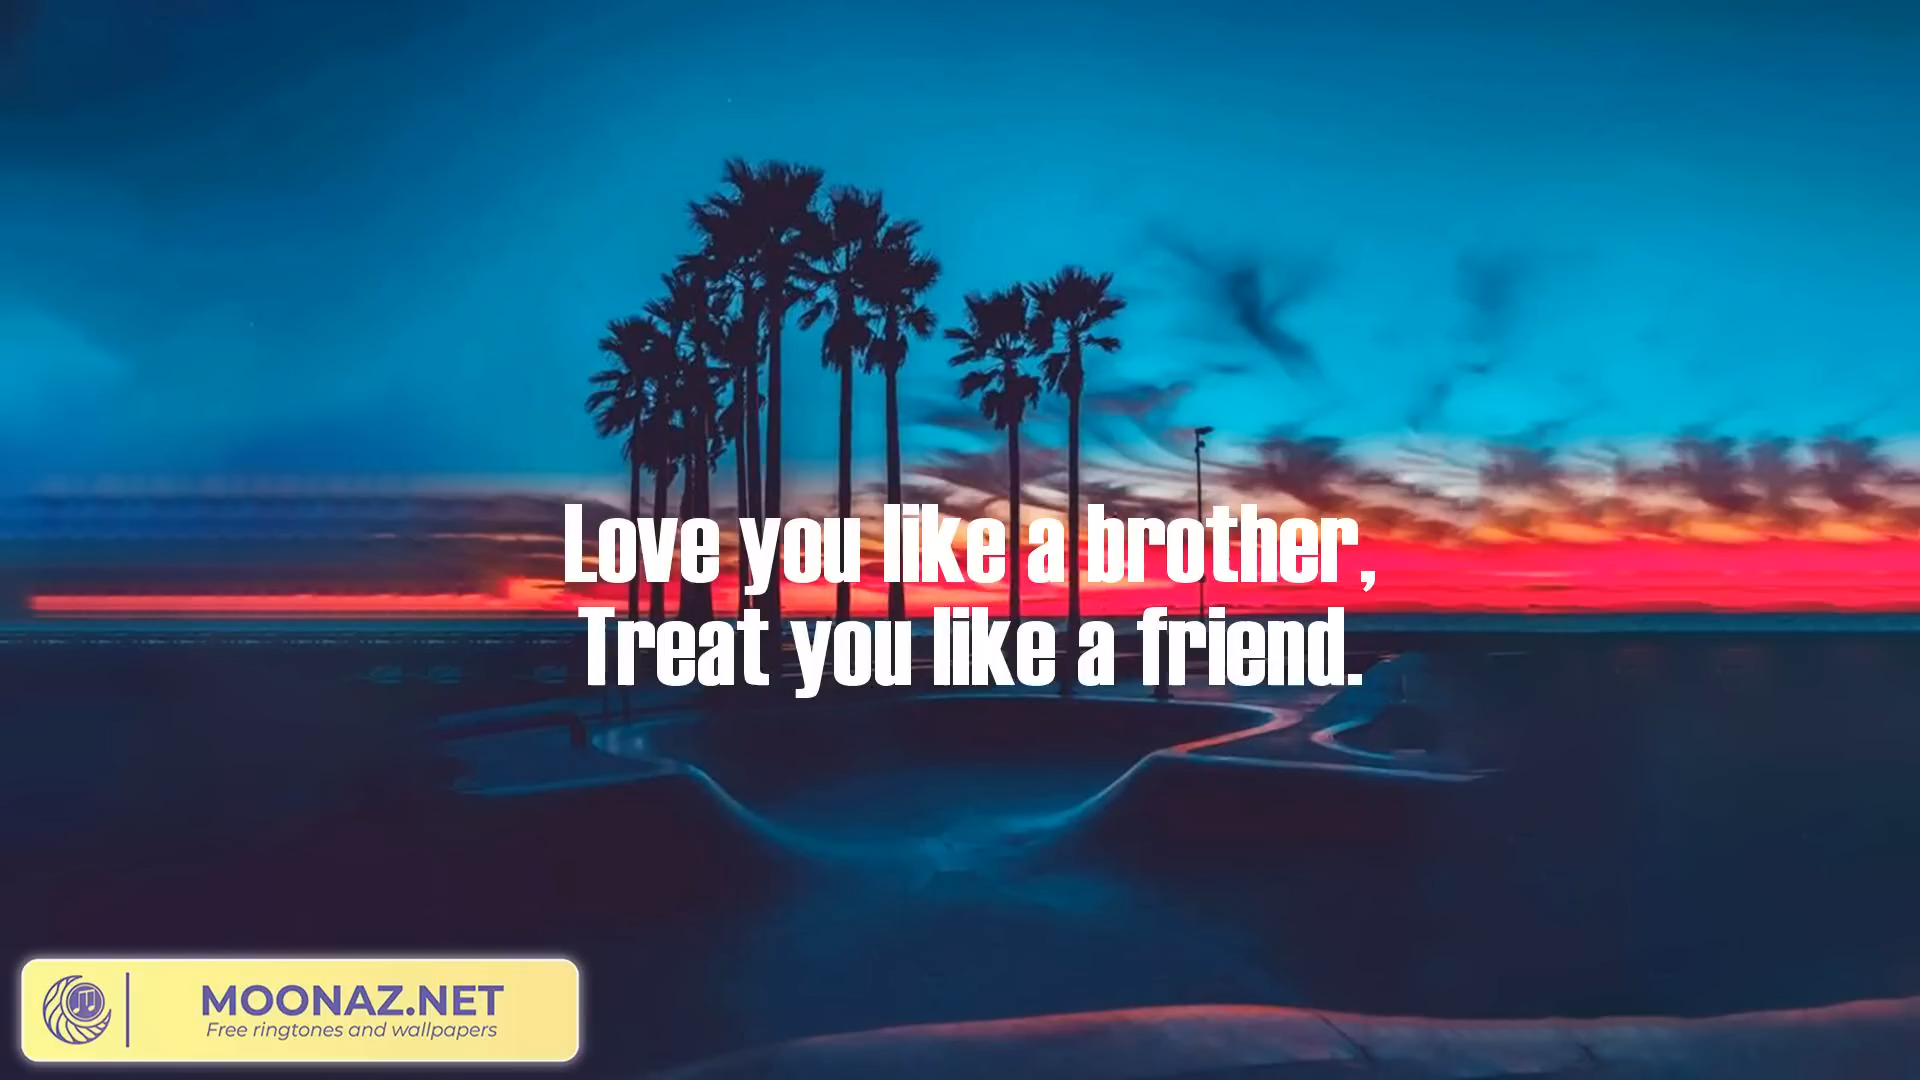 Love you like a brother,
Treat you like a friend.
MOONAZ.NET
Free ringtones and wallpapers